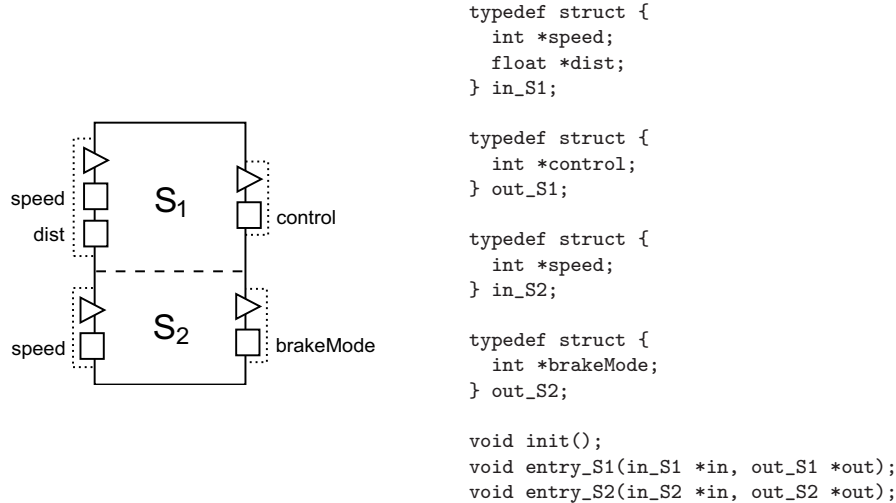 speed
dist
S1
control
speed
S2
brakeMode
typedef struct {
int *speed;
float *dist;
} in_S1;
typedef struct {
int *control;
} out_S1;
typedef struct {
int *speed;
} in_S2;
typedef struct {
int *brakeMode;
} out_S2;
void init();
void entry_S1(in_S1 *in, out_S1 *out);
void entry_S2(in_S2 *in, out_S2 *out);